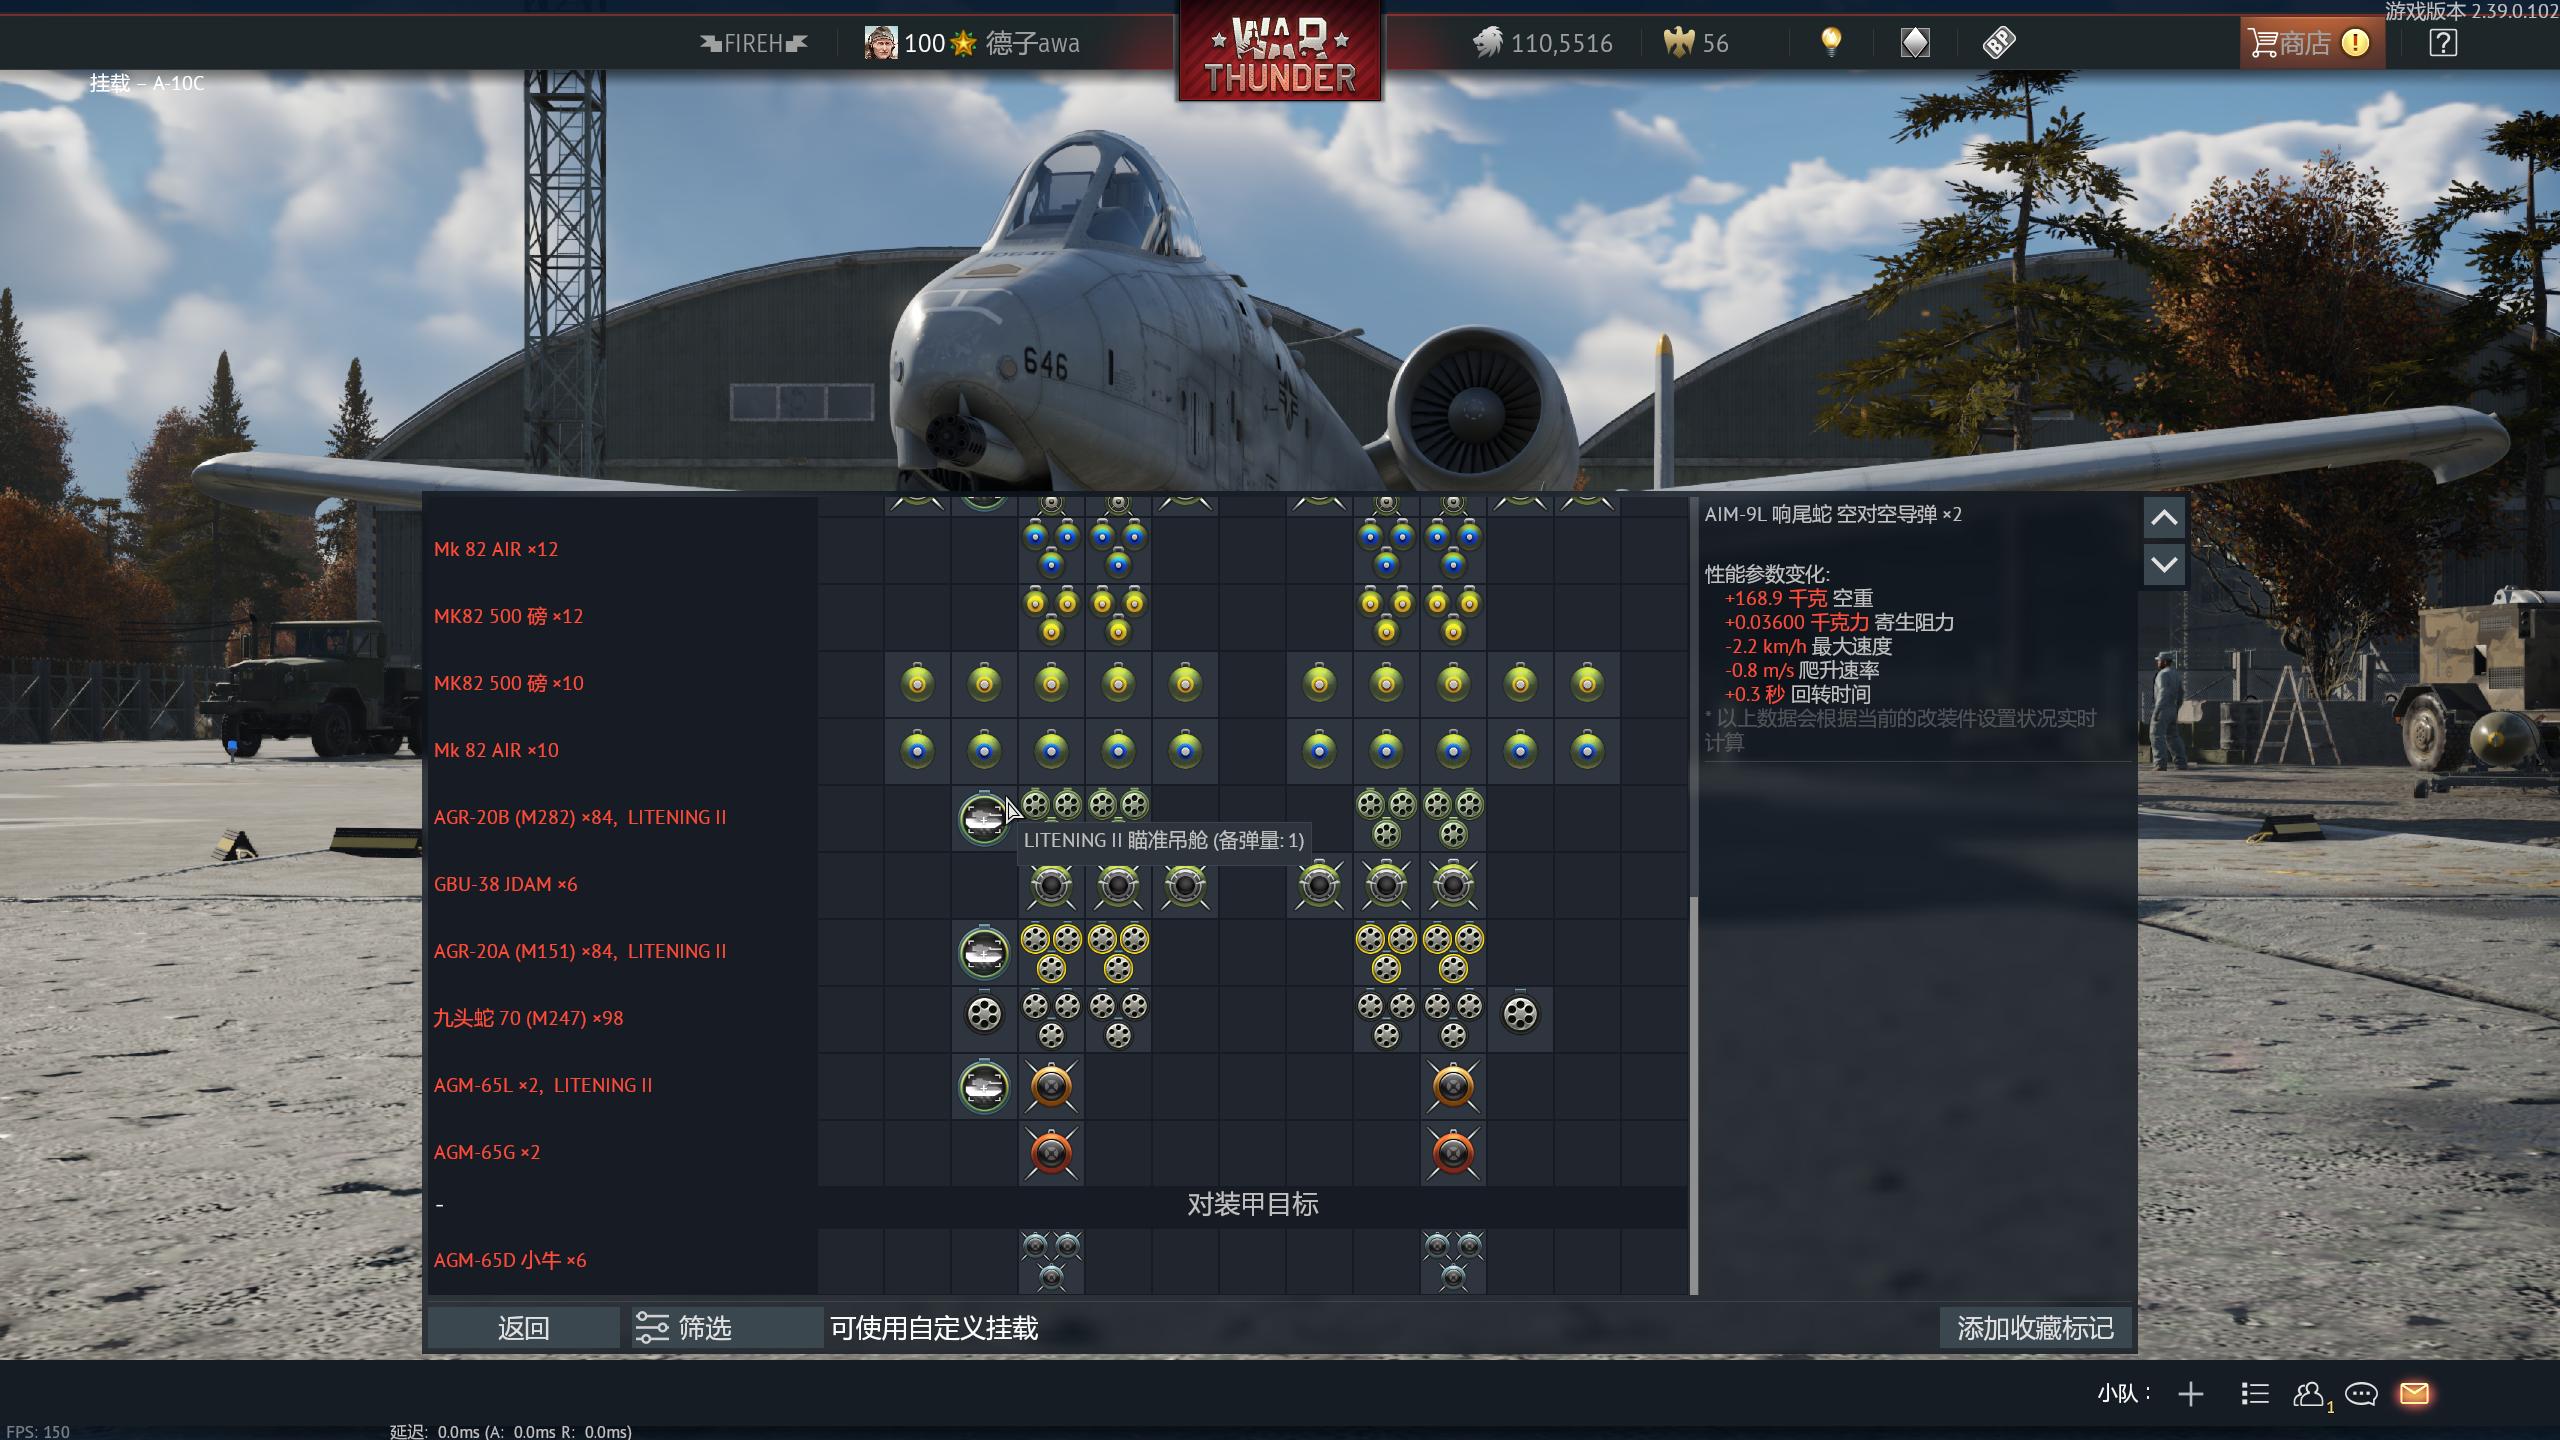 游戏版本 2.39.0.102
FIREH
100 德子awa
WAR THUNDER
110,5516
56
商店
挂载 – A-10C
646
Mk 82 AIR ×12
MK82 500 磅 ×12
MK82 500 磅 ×10
Mk 82 AIR ×10
AGR-20B (M282) ×84, LITENING II
LITENING II 瞄准吊舱 (备弹量: 1)
GBU-38 JDAM ×6
AGR-20A (M151) ×84, LITENING II
九头蛇 70 (M247) ×98
AGM-65L ×2, LITENING II
AGM-65G ×2
-
对装甲目标
AGM-65D 小牛 ×6
AIM-9L 响尾蛇 空对空导弹 ×2
性能参数变化:
+168.9 千克 空重
+0.03600 千克力 寄生阻力
-2.2 km/h 最大速度
-0.8 m/s 爬升速率
+0.3 秒 回转时间
* 以上数据会根据当前的改装件设置状况实时
计算
返回
筛选
可使用自定义挂载
添加收藏标记
小队：
1
FPS: 150
延迟: 0.0ms (A: 0.0ms R: 0.0ms)